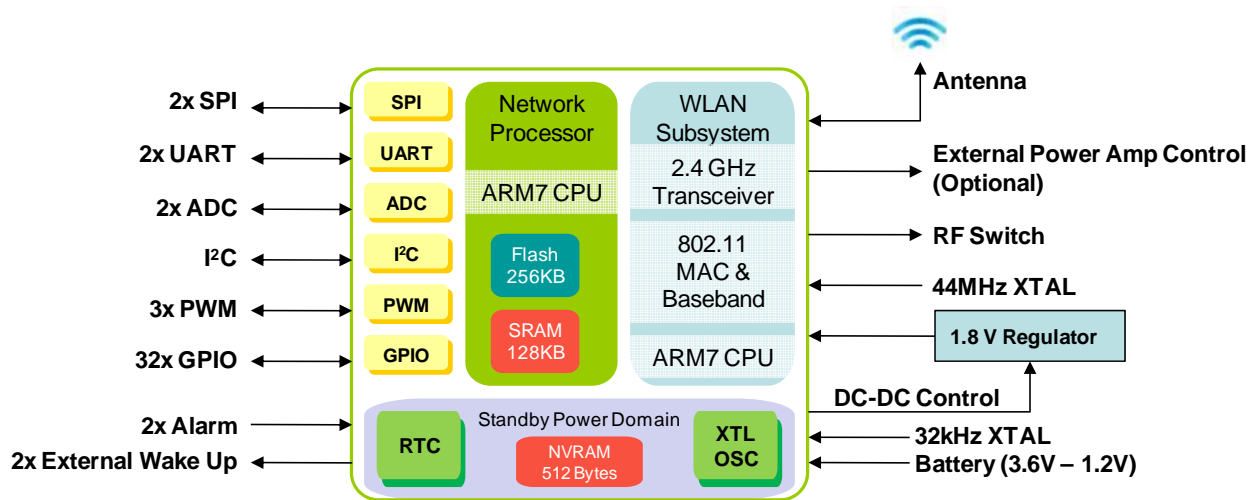 2x SPI
2x UART
2x ADC
I²C
3x PWM
32x GPIO
2x Alarm
2x External Wake Up
SPI
UART
ADC
I²C
PWM
GPIO
Network
Processor
ARM7 CPU
Flash
256KB
SRAM
128KB
WLAN
Subsystem
2.4 GHz
Transceiver
802.11
MAC &
Baseband
ARM7 CPU
Standby Power Domain
RTC
NVRAM
512 Bytes
XTL
OSC
Antenna
External Power Amp Control
(Optional)
RF Switch
44MHz XTAL
1.8 V Regulator
DC-DC Control
32kHz XTAL
Battery (3.6V – 1.2V)